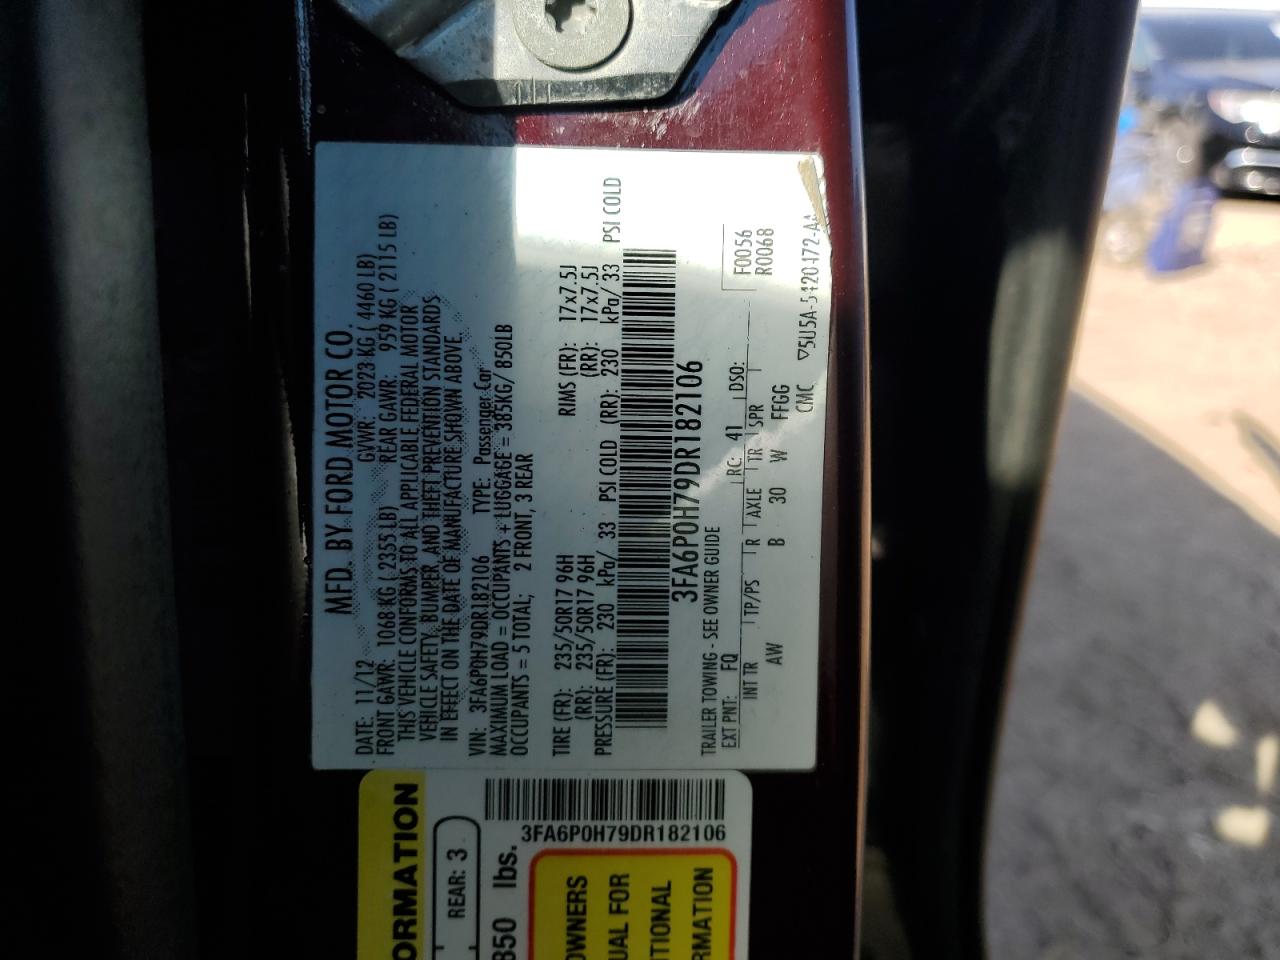 MFD. BY FORD MOTOR CO.
DATE: 11/12 GVWR: 2023 KG ( 4460 LB)
FRONT GAWR: 1068 KG ( 2355 LB) REAR GAWR: 959 KG ( 2115 LB)
THIS VEHICLE CONFORMS TO ALL APPLICABLE FEDERAL MOTOR
VEHICLE SAFETY, BUMPER, AND THEFT PREVENTION STANDARDS
IN EFFECT ON THE DATE OF MANUFACTURE SHOWN ABOVE.
VIN: 3FA6P0H79DR182106 TYPE: Passenger Car
MAXIMUM LOAD = OCCUPANTS + LUGGAGE = 385KG/ 850LB
OCCUPANTS = 5 TOTAL; 2 FRONT, 3 REAR
TIRE (FR): 235/50R17 96H RIMS (FR): 17x7.5J
(RR): 235/50R17 96H (RR): 17x7.5J
PRESSURE (FR): 230 kPa/ 33 PSI COLD (RR): 230 kPa/ 33 PSI COLD
3FA6P0H79DR182106
TRAILER TOWING - SEE OWNER GUIDE
F0056
R0068
EXT PNT: FQ RC: 41 DSO:
INT TR TP/PS R AXLE TR SPR
AW B 30 W FFGG
CMC 5U5A-5420472-AA
3FA6P0H79DR182106
ORMATION
REAR: 3
850 lbs.
OWNERS
UAL FOR
TIONAL
RMATION